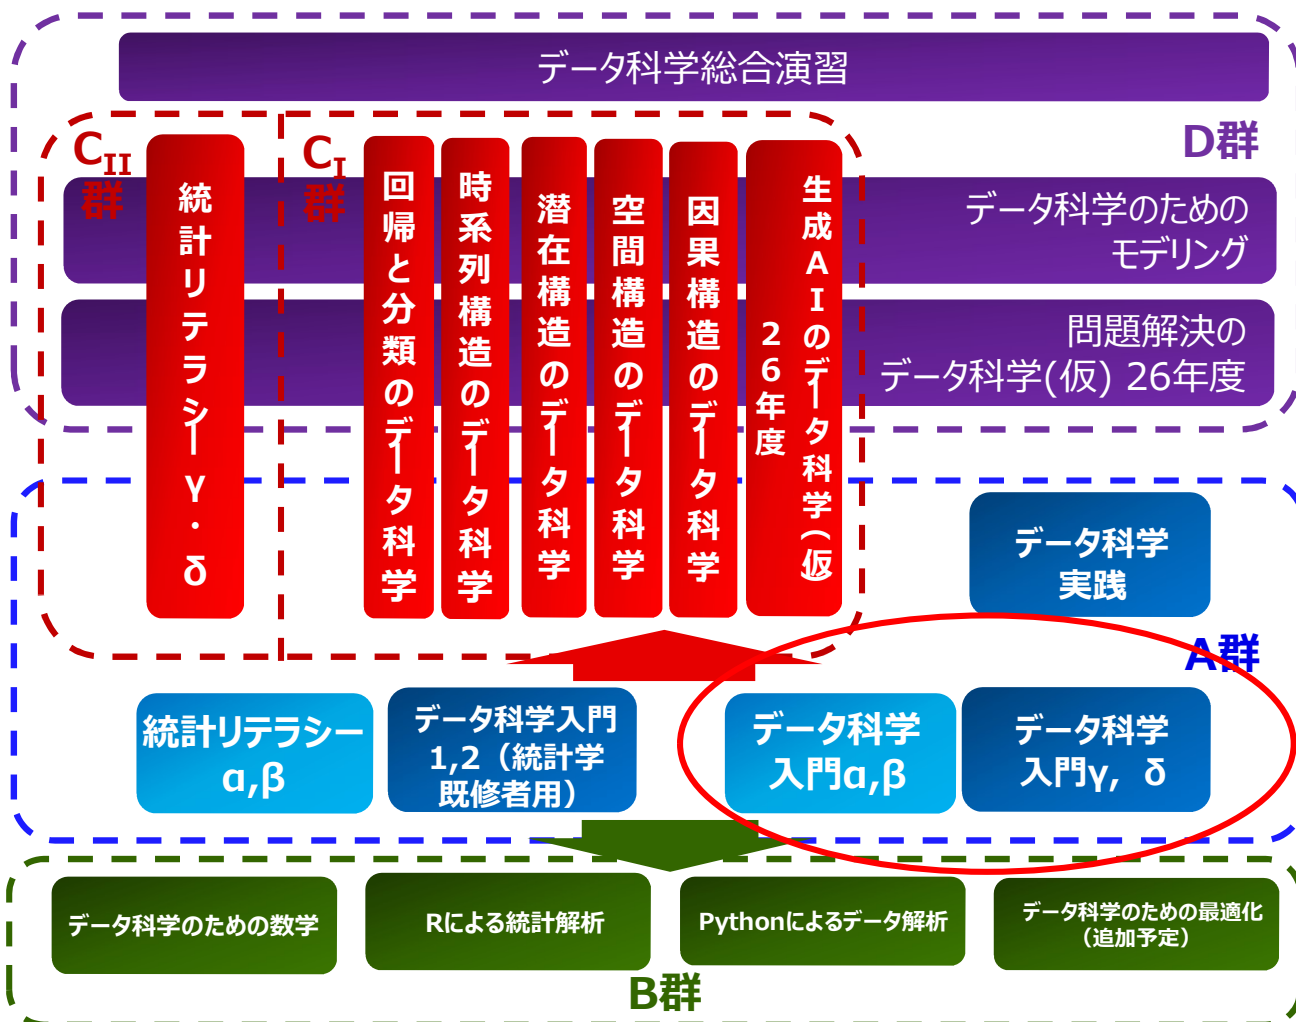 データ科学総合演習
D群
CII
群
統計リテラシー γ・δ
CI
群
回帰と分類のデータ科学
時系列構造のデータ科学
潜在構造のデータ科学
空間構造のデータ科学
因果構造のデータ科学
生成AIのデータ科学(仮)
26年度
データ科学のための
モデリング
問題解決の
データ科学(仮) 26年度
データ科学
実践
A群
統計リテラシー
α,β
データ科学入門
1,2（統計学
既修者用）
データ科学
入門α,β
データ科学
入門γ, δ
データ科学のための数学
Rによる統計解析
Pythonによるデータ解析
データ科学のための最適化
（追加予定）
B群